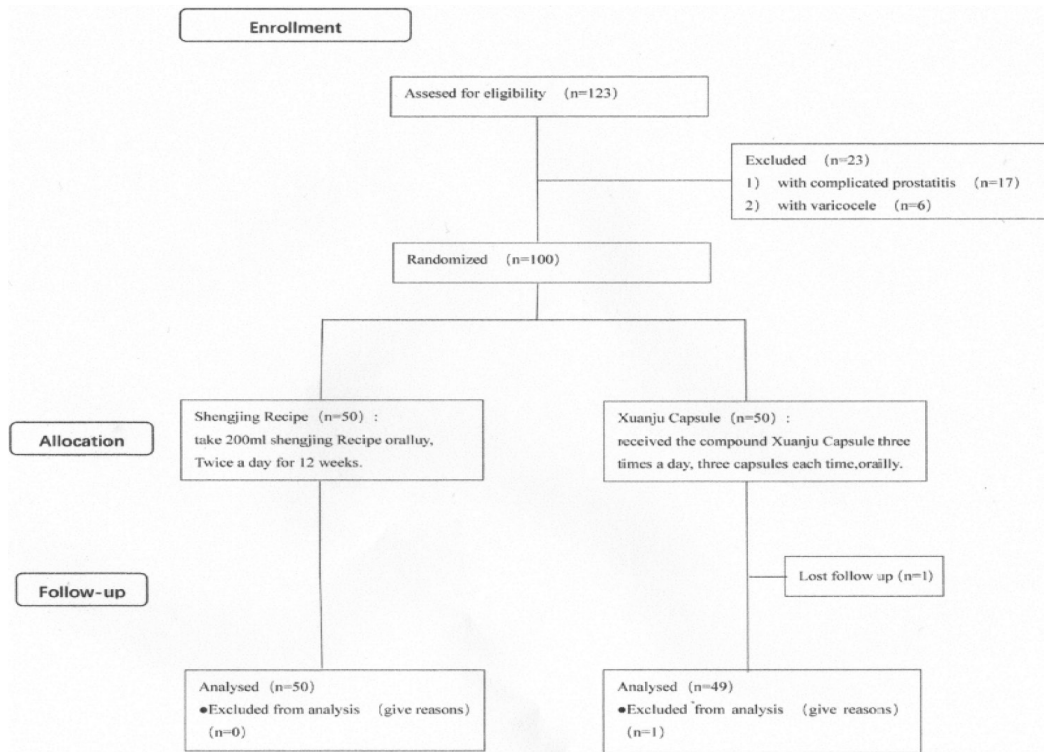 Enrollment
Assesed for eligibility (n=123)
Excluded (n=23)
1) with complicated prostatitis (n=17)
2) with varicocele (n=6)
Randomized (n=100)
Allocation
Shengjing Recipe (n=50) :
take 200ml shengjing Recipe oralluy,
Twice a day for 12 weeks.
Xuanju Capsule (n=50) :
received the compound Xuanju Capsule three
times a day, three capsules each time,orailly.
Follow-up
Lost follow up (n=1)
Analysed (n=50)
●Excluded from analysis (give reasons)
(n=0)
Analysed (n=49)
●Excluded from analysis (give reasons)
(n=1)